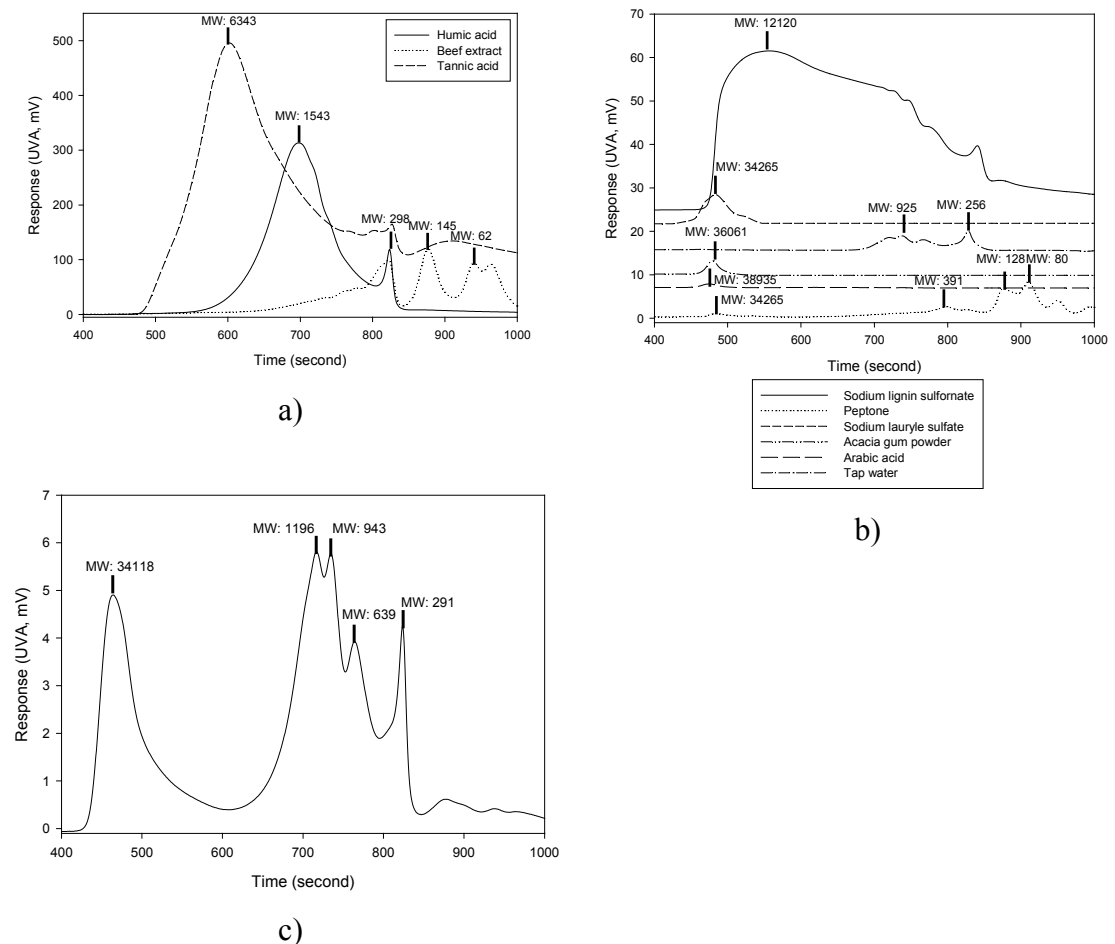 MW: 6343
500
400
300
200
100
0
Response (UVA, mV)
Humic acid
Beef extract
Tannic acid
MW: 1543
MW: 298
MW: 145
MW: 62
400 500 600 700 800 900 1000
Time (second)
a)
70
60
50
40
30
20
10
0
Response (UVA, mV)
MW: 12120
MW: 34265
MW: 925
MW: 256
MW: 36061
MW: 128
MW: 80
MW: 38935
MW: 391
MW: 34265
400 500 600 700 800 900 1000
Time (second)
Sodium lignin sulfornate
Peptone
Sodium lauryle sulfate
Acacia gum powder
Arabic acid
Tap water
b)
7
6
5
4
3
2
1
0
Response (UVA, mV)
MW: 34118
MW: 1196
MW: 943
MW: 639
MW: 291
400 500 600 700 800 900 1000
Time (second)
c)